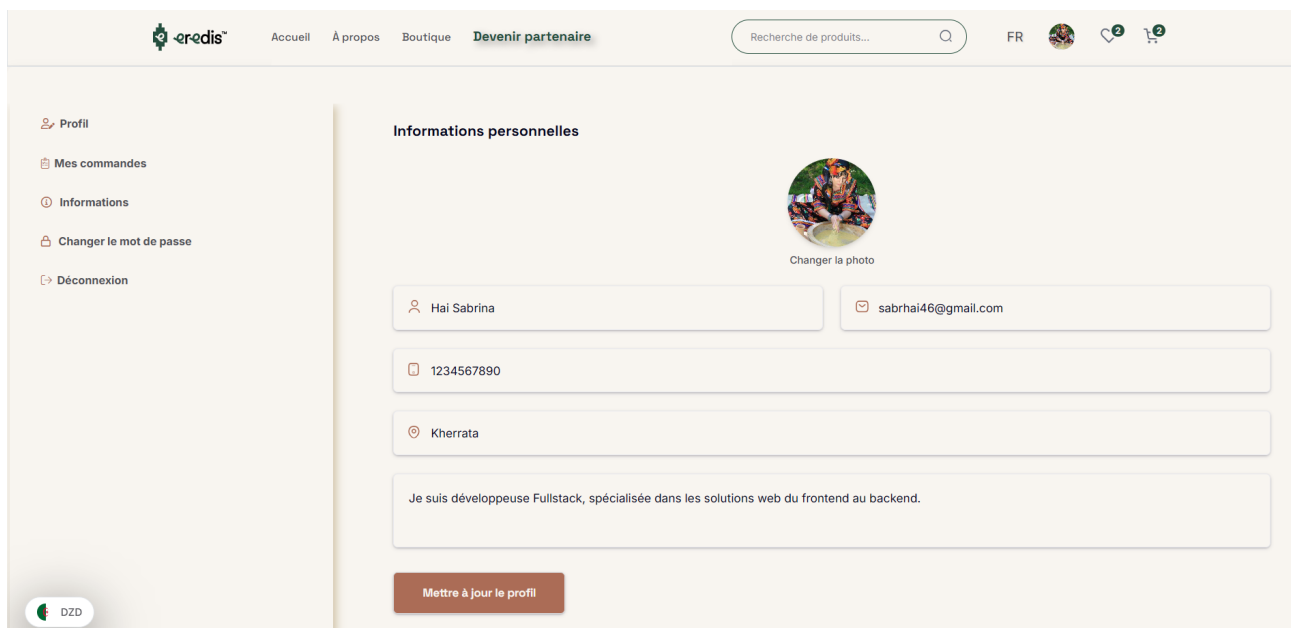 eredis™ Accueil À propos Boutique Devenir partenaire Recherche de produits... FR 2 2
Profil
Mes commandes
Informations
Changer le mot de passe
Déconnexion
Informations personnelles
Changer la photo
Hai Sabrina sabrhai46@gmail.com
1234567890
Kherrata
Je suis développeuse Fullstack, spécialisée dans les solutions web du frontend au backend.
Mettre à jour le profil
DZD